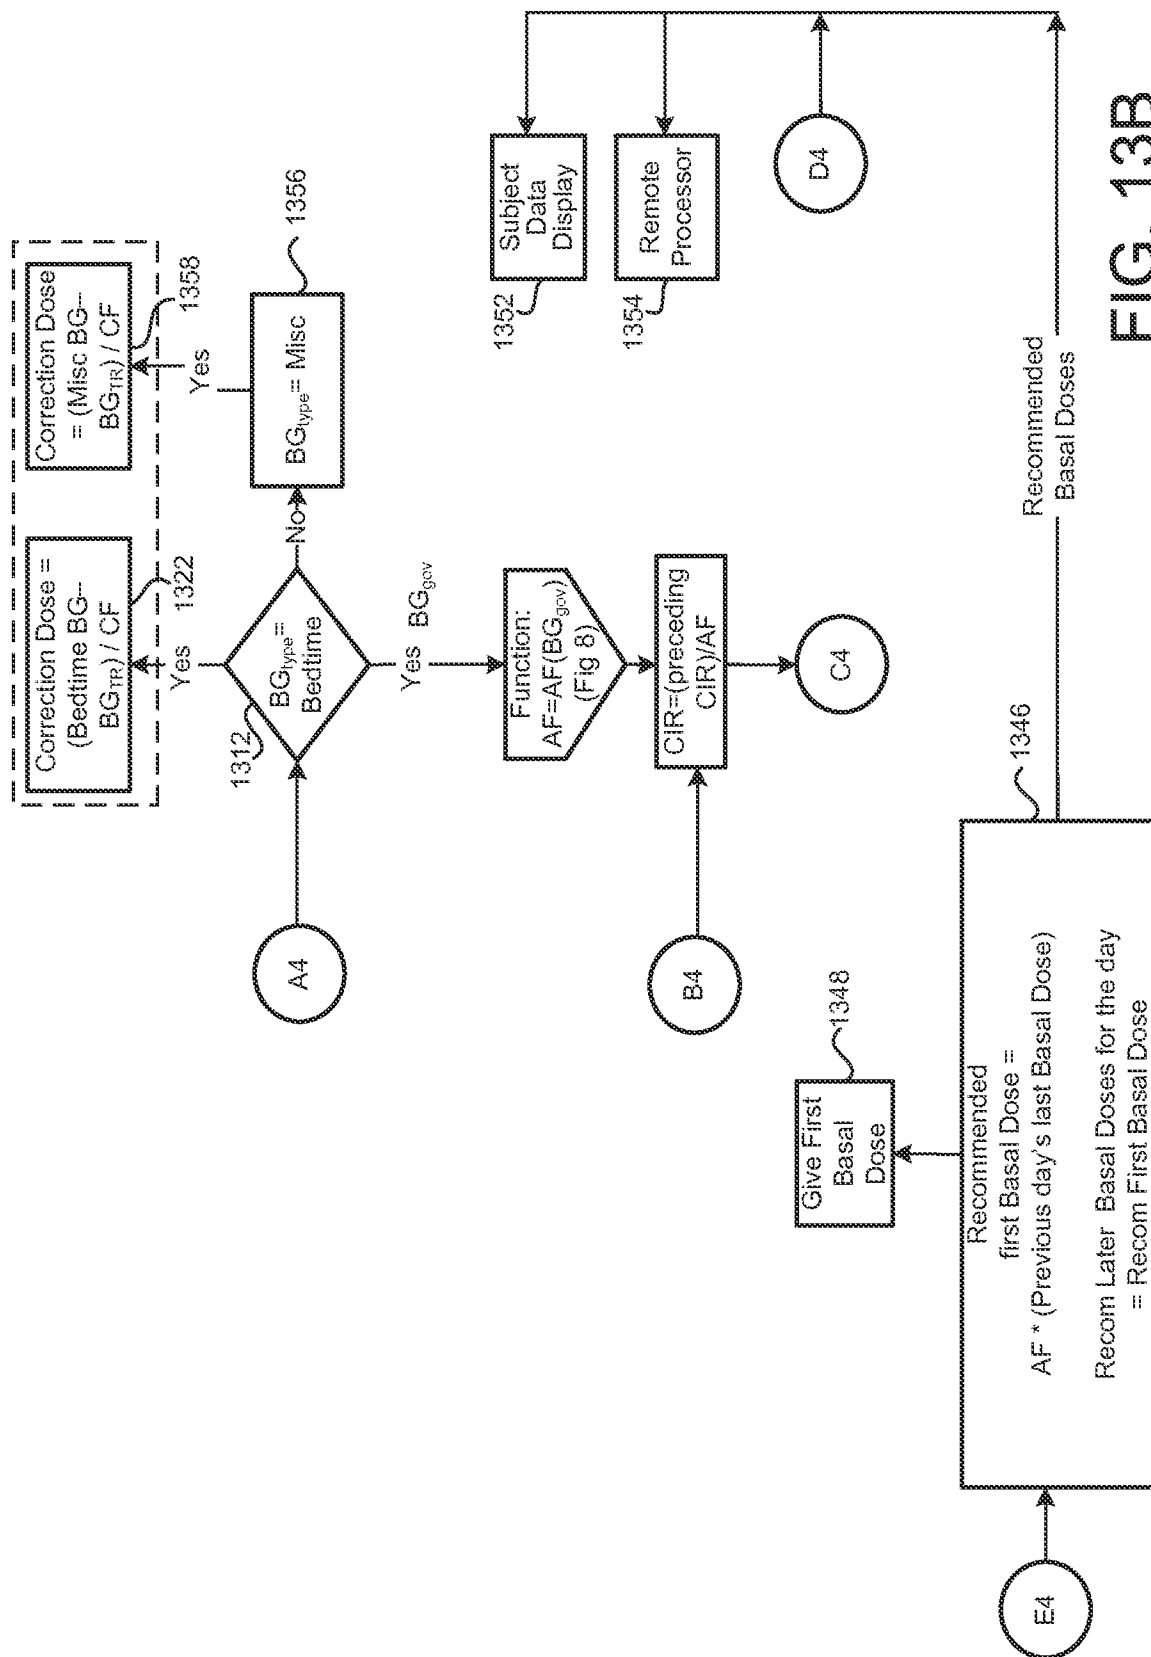 Correction Dose =
(Bedtime BG–
BG_TR) / CF
1322
Correction Dose
= (Misc BG–
BG_TR) / CF
1358
Yes
Yes
A4
1312
BG_type=
Bedtime
No
BG_type= Misc
1356
Yes BG_gov
Function:
AF=AF(BG_gov)
(Fig 8)
B4
CIR=(preceding
CIR)/AF
C4
1352
Subject
Data
Display
1354
Remote
Processor
D4
Give First
Basal
Dose
1348
E4
Recommended
first Basal Dose =
AF * (Previous day's last Basal Dose)
Recom Later Basal Doses for the day
= Recom First Basal Dose
1346
Recommended
Basal Doses
FIG. 13B